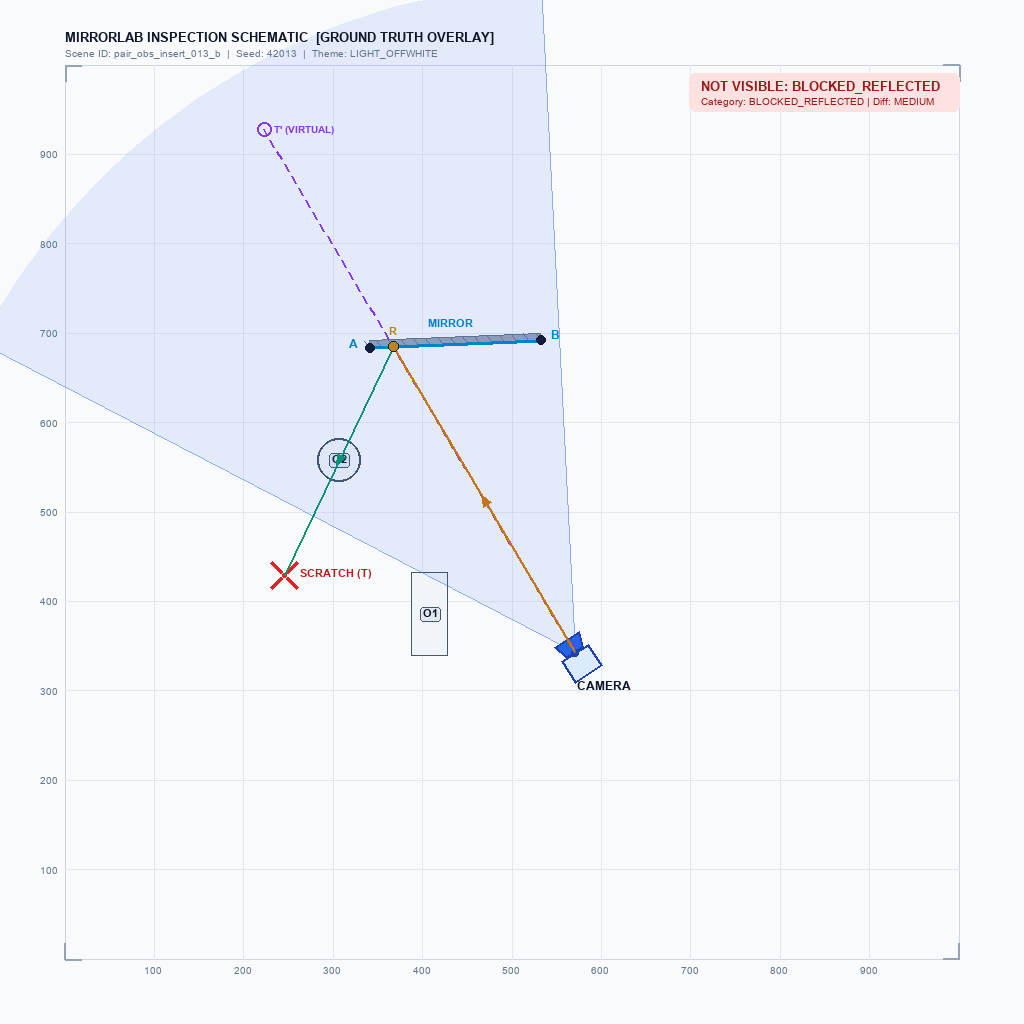 MIRRORLAB INSPECTION SCHEMATIC [GROUND TRUTH OVERLAY]
Scene ID: pair_obs_insert_013_b | Seed: 42013 | Theme: LIGHT_OFFWHITE
NOT VISIBLE: BLOCKED_REFLECTED
Category: BLOCKED_REFLECTED | Diff: MEDIUM
T' (VIRTUAL)
900
800
700
600
500
400
300
200
100
MIRROR
R
A
B
O2
SCRATCH (T)
O1
CAMERA
100
200
300
400
500
600
700
800
900